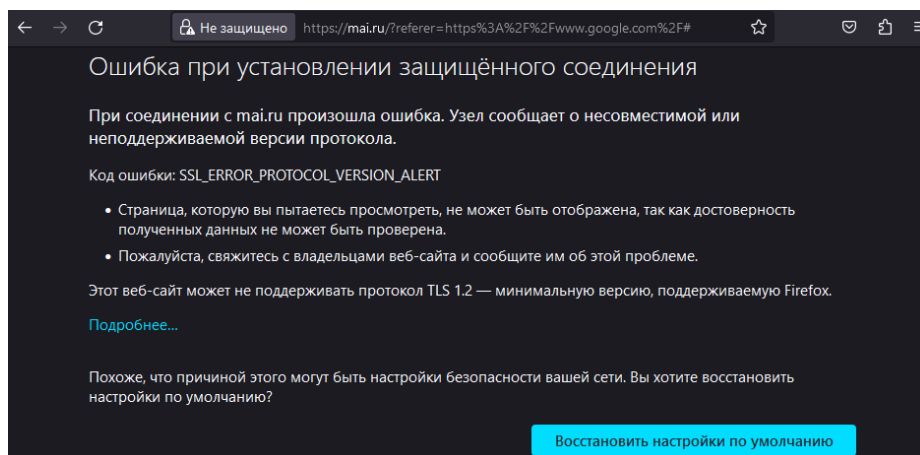 Не защищено https://mai.ru/?referer=https%3A%2F%2Fwww.google.com%2F#
Ошибка при установлении защищённого соединения
При соединении с mai.ru произошла ошибка. Узел сообщает о несовместимой или
неподдерживаемой версии протокола.
Код ошибки: SSL_ERROR_PROTOCOL_VERSION_ALERT
• Страница, которую вы пытаетесь просмотреть, не может быть отображена, так как достоверность
полученных данных не может быть проверена.
• Пожалуйста, свяжитесь с владельцами веб-сайта и сообщите им об этой проблеме.
Этот веб-сайт может не поддерживать протокол TLS 1.2 — минимальную версию, поддерживаемую Firefox.
Подробнее...
Похоже, что причиной этого могут быть настройки безопасности вашей сети. Вы хотите восстановить
настройки по умолчанию?
Восстановить настройки по умолчанию